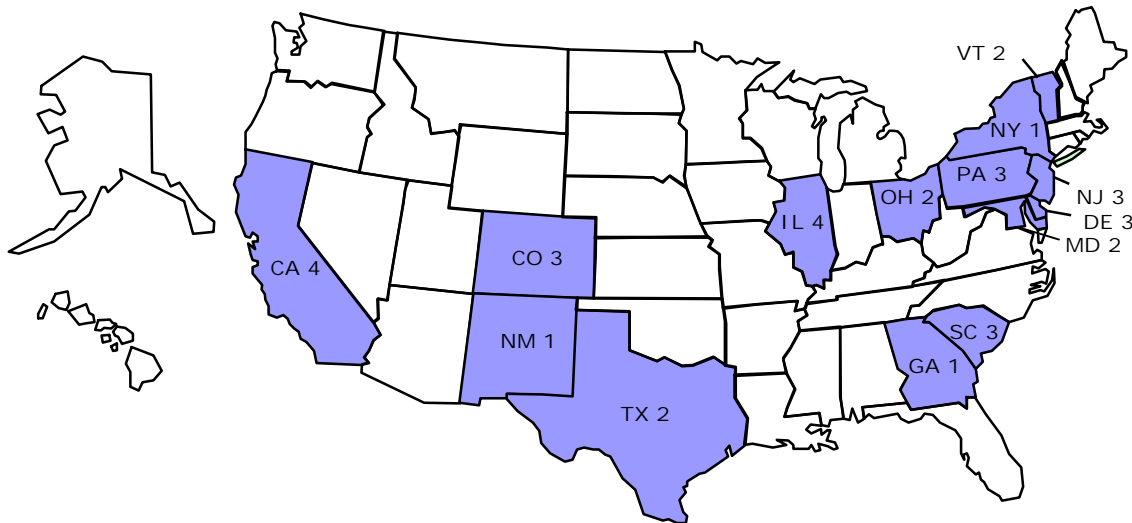 VT 2
NY 1
PA 3
OH 2
NJ 3
IL 4
DE 3
MD 2
CO 3
CA 4
SC 3
NM 1
GA 1
TX 2